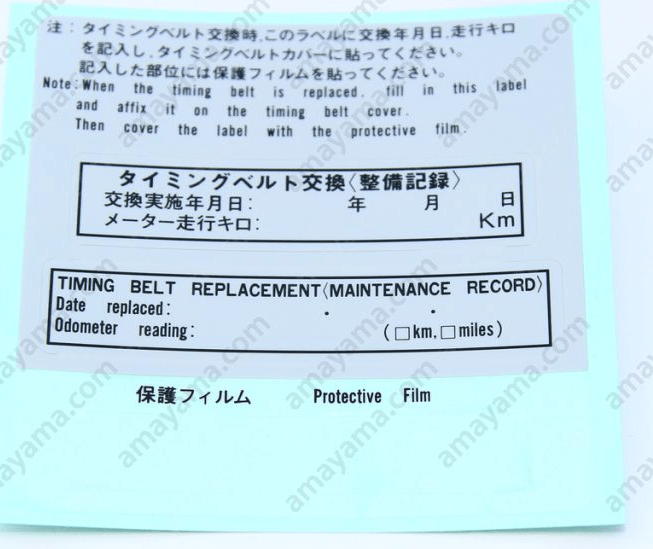 注：タイミングベルト交換時,このラベルに交換年月日,走行キロ
を記入し,タイミングベルトカバーに貼ってください。
記入した部位には保護フィルムを貼ってください。
Note:When the timing belt is replaced. fill in this label
and affix it on the timing belt cover.
Then cover the label with the protective film.
タイミングベルト交換〈整備記録〉
交換実施年月日: 年 月 日
メーター走行キロ: Km
TIMING BELT REPLACEMENT〈MAINTENANCE RECORD〉
Date replaced: . .
Odometer reading: (□km,□miles)
保護フィルム Protective Film
amayama.com